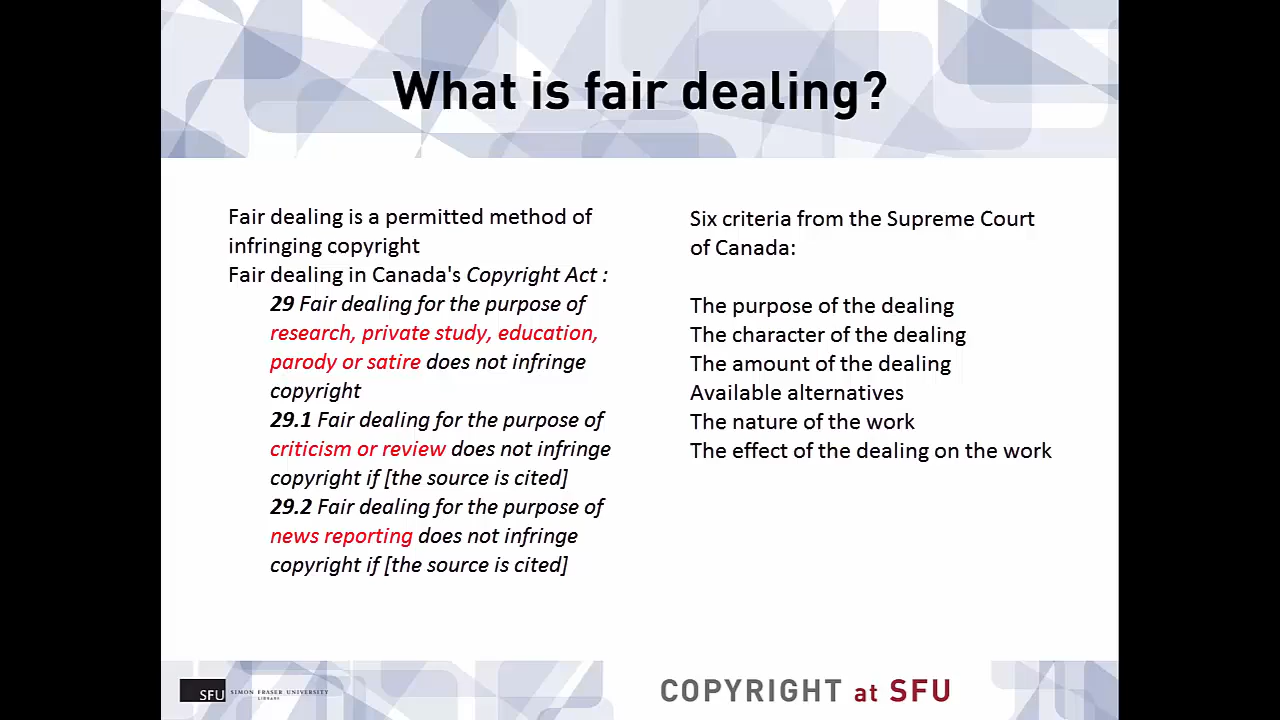 What is fair dealing?
Fair dealing is a permitted method of
infringing copyright
Fair dealing in Canada's Copyright Act :
29 Fair dealing for the purpose of
research, private study, education,
parody or satire does not infringe
copyright
29.1 Fair dealing for the purpose of
criticism or review does not infringe
copyright if [the source is cited]
29.2 Fair dealing for the purpose of
news reporting does not infringe
copyright if [the source is cited]
Six criteria from the Supreme Court
of Canada:
The purpose of the dealing
The character of the dealing
The amount of the dealing
Available alternatives
The nature of the work
The effect of the dealing on the work
SFU SIMON FRASER UNIVERSITY
LIBRARY
COPYRIGHT at SFU